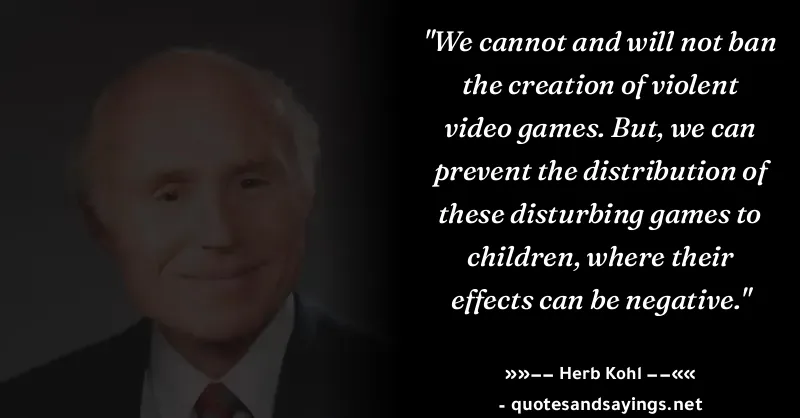 "We cannot and will not ban
the creation of violent
video games. But, we can
prevent the distribution of
these disturbing games to
children, where their
effects can be negative."
»»–– Herb Kohl ––««
- quotesandsayings.net